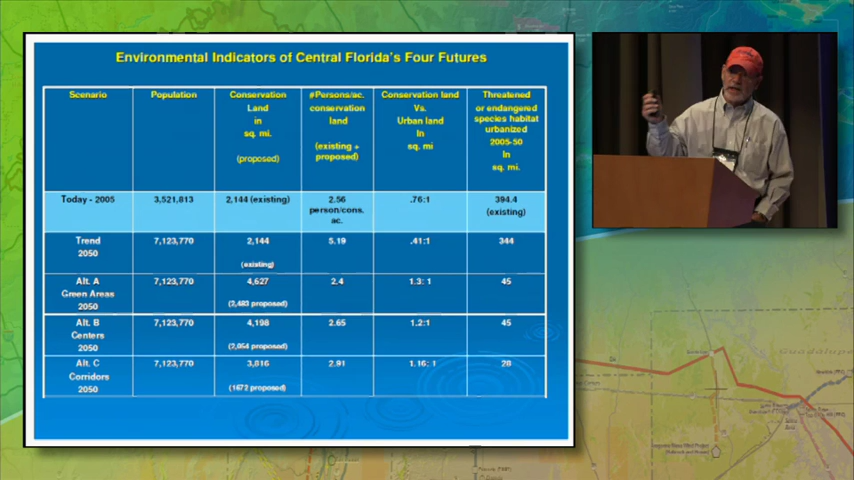 Environmental Indicators of Central Florida's Four Futures
Scenario
Population
Conservation
Land
in
sq. mi.
(proposed)
#Persons/ac.
conservation
land
(existing +
proposed)
Conservation land
Vs.
Urban land
In
sq. mi
Threatened
or endangered
species habitat
urbanized
2005-50
In
sq. mi.
Today - 2005
3,521,813
2,144 (existing)
2.56
person/cons.
ac.
.76:1
394.4
(existing)
Trend
2050
7,123,770
2,144
(existing)
5.19
.41:1
344
Alt. A
Green Areas
2050
7,123,770
4,627
(2,483 proposed)
2.4
1.3: 1
45
Alt. B
Centers
2050
7,123,770
4,198
(2,054 proposed)
2.65
1.2:1
45
Alt. C
Corridors
2050
7,123,770
3,816
(1672 proposed)
2.91
1.16: 1
28
Guadalupe